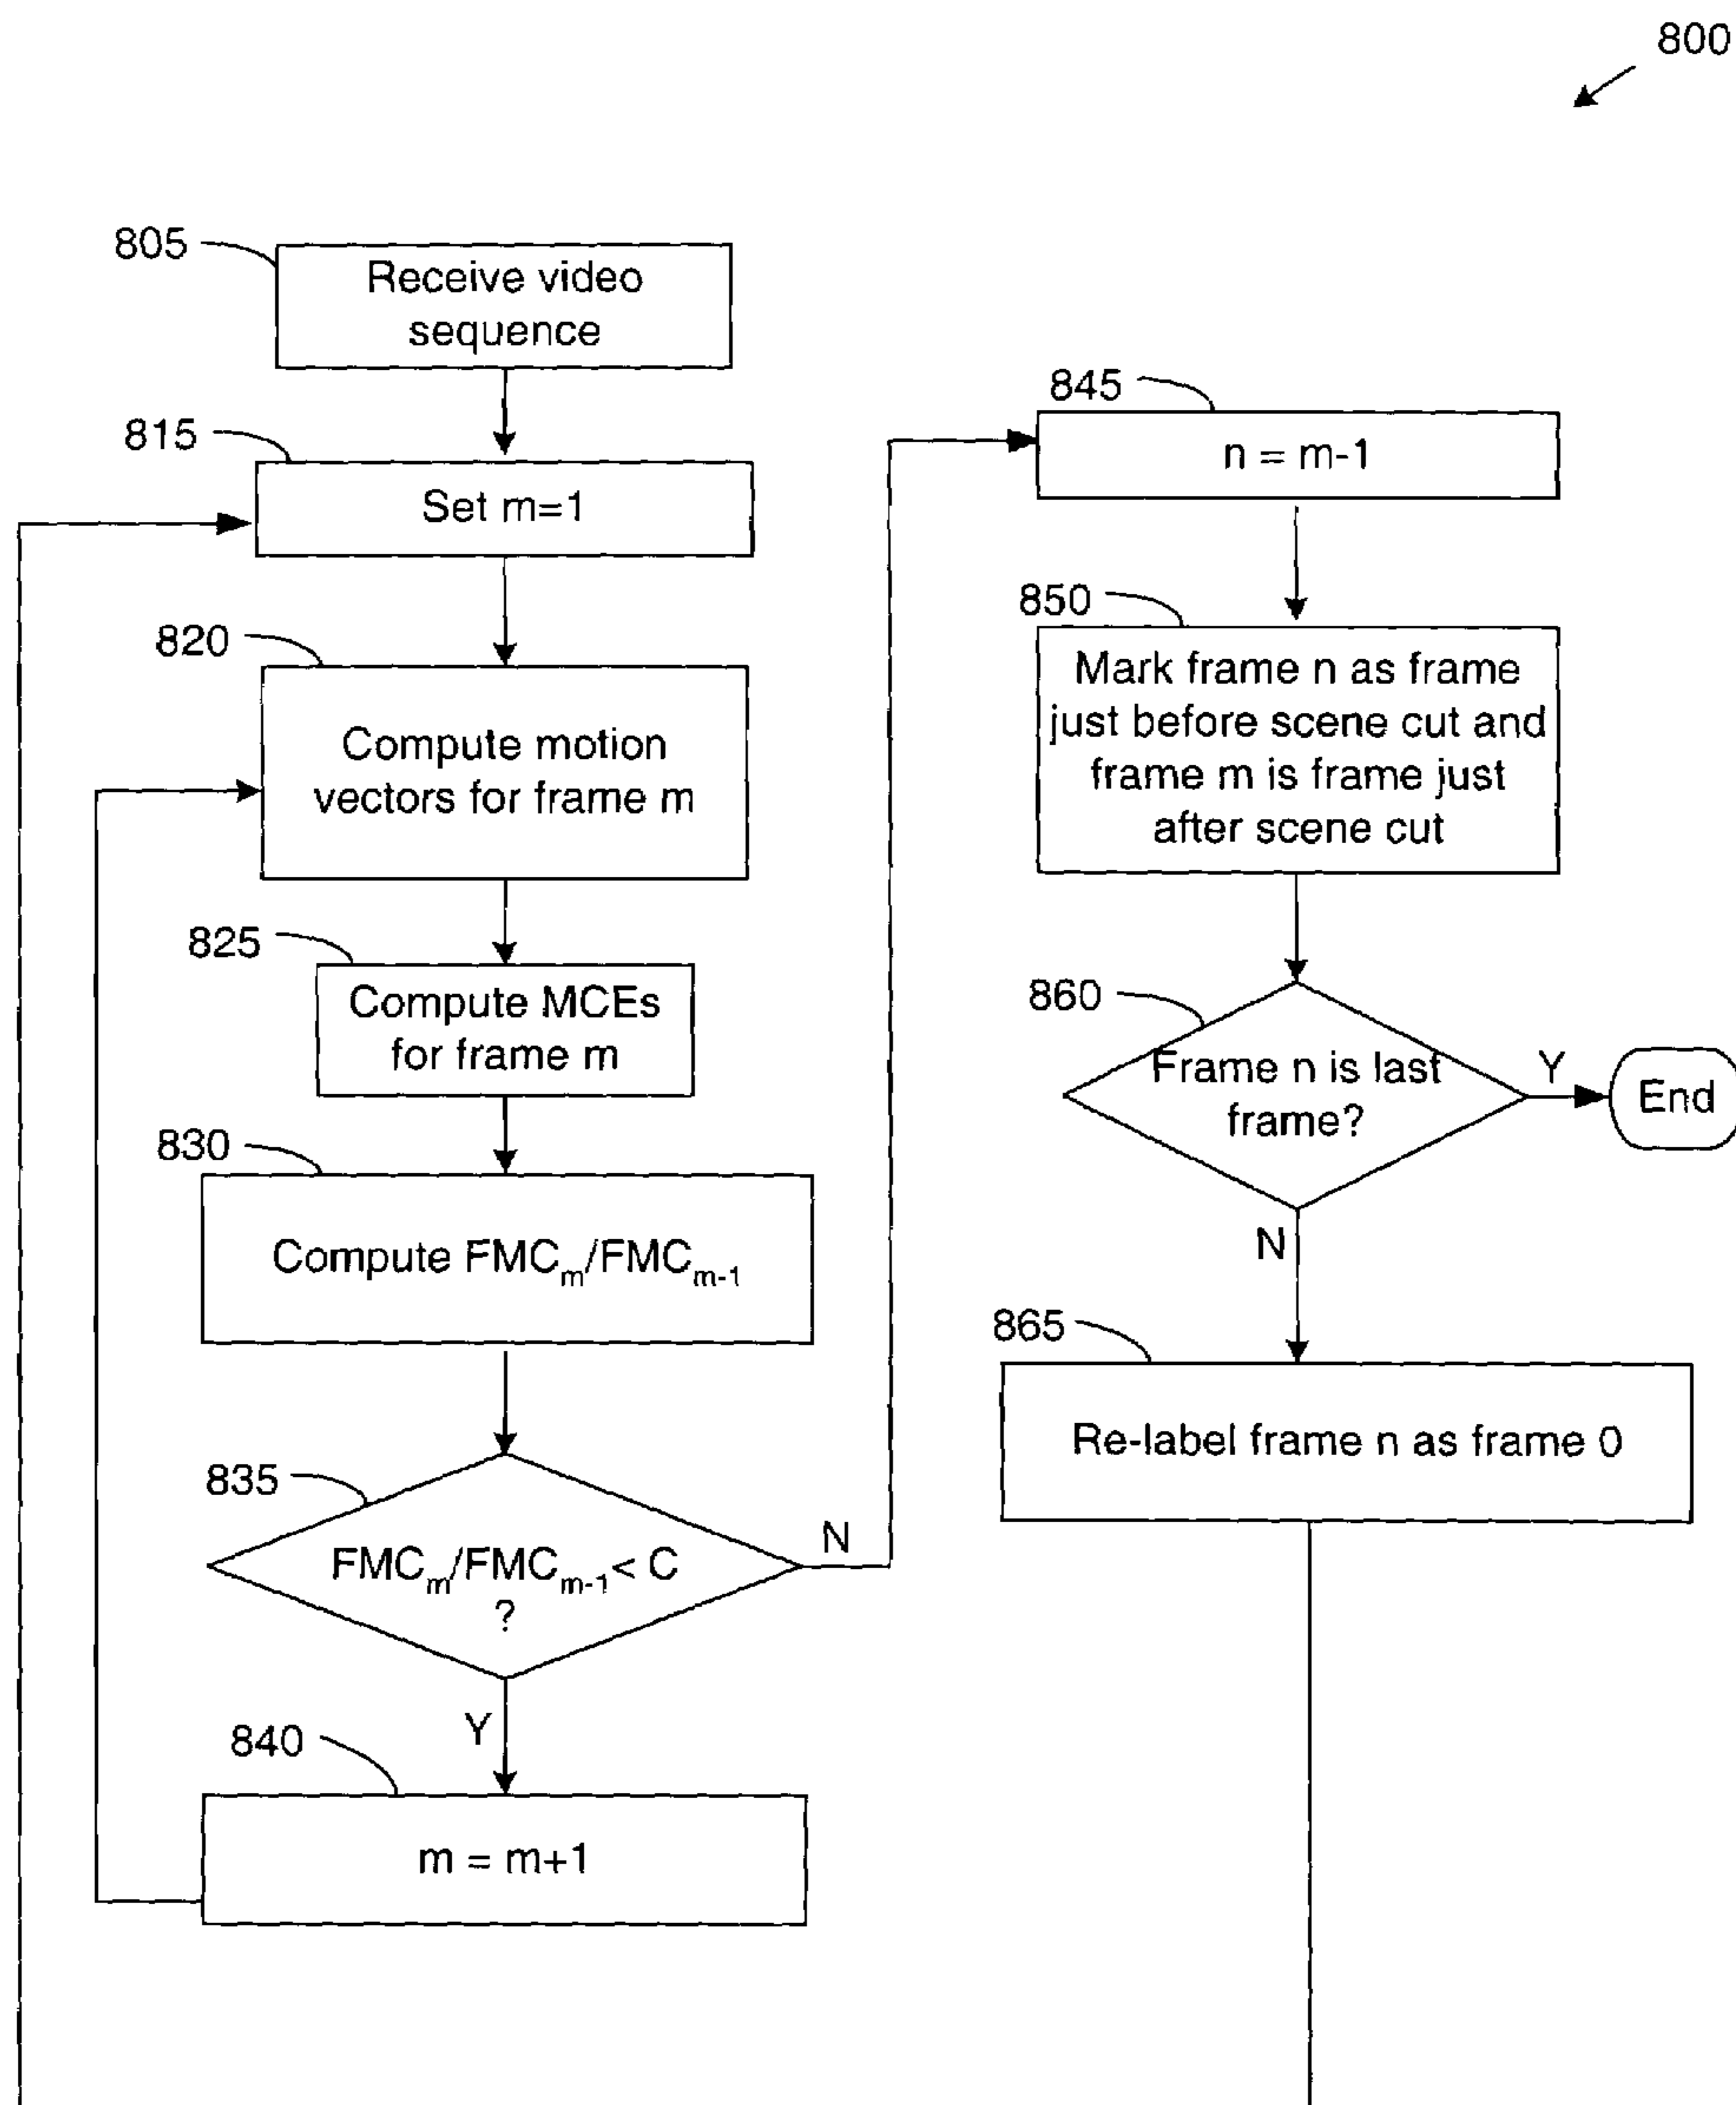 800
805
Receive video
sequence
815
Set m=1
820
Compute motion
vectors for frame m
825
Compute MCEs
for frame m
830
Compute FMCm/FMCm-1
835
FMCm/FMCm-1< C
?
N
Y
840
m = m+1
845
n = m-1
850
Mark frame n as frame
just before scene cut and
frame m is frame just
after scene cut
860
Frame n is last
frame?
Y
End
N
865
Re-label frame n as frame 0